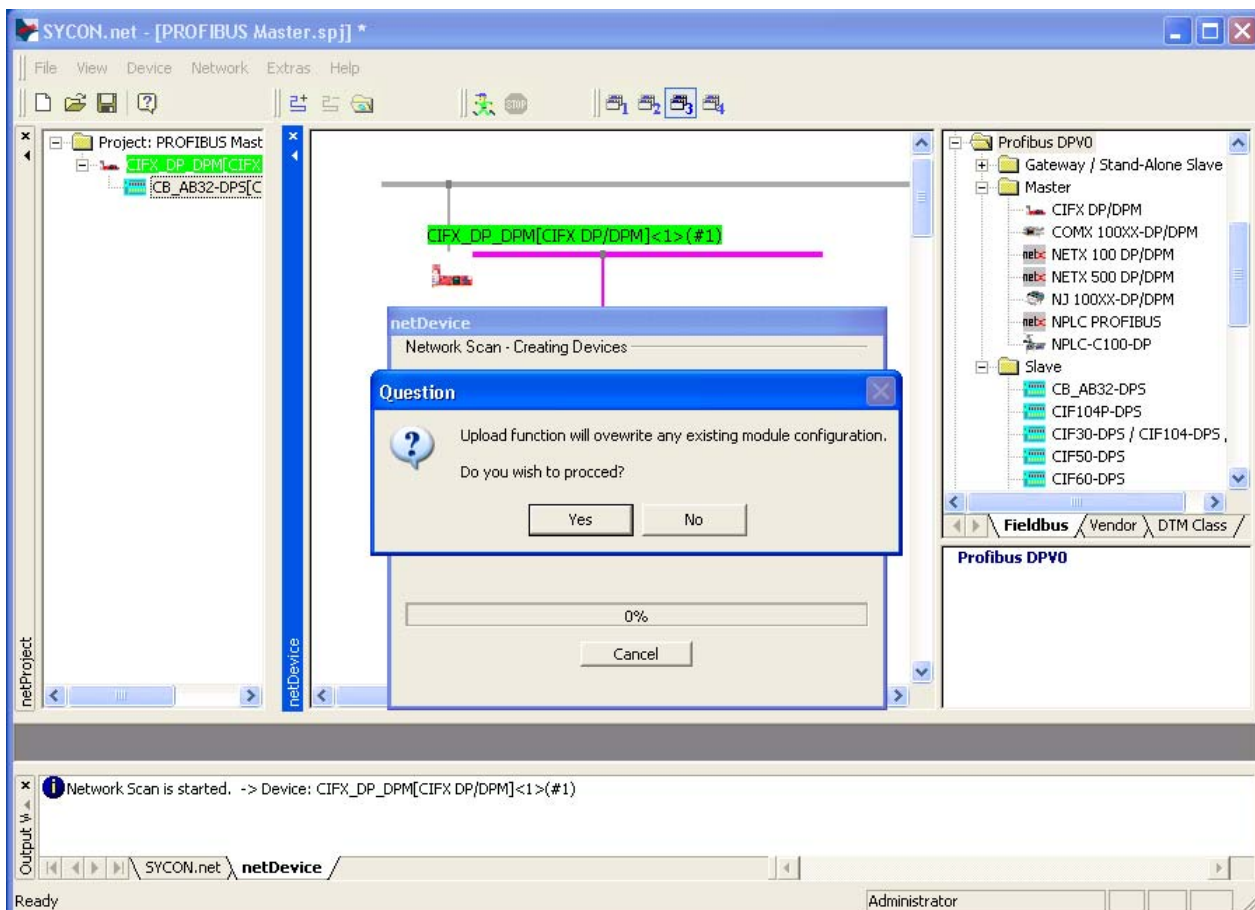 SYCON.net - [PROFIBUS Master.spj] *
File View Device Network Extras Help
Project: PROFIBUS Mast
CIFX_DP_DPM[CIFX
CB_AB32-DPS[C
netProject
netDevice
CIFX_DP_DPM[CIFX DP/DPM]<1>(#1)
netDevice
Network Scan - Creating Devices
Question
Upload function will ovewrite any existing module configuration.
Do you wish to procced?
Yes No
0%
Cancel
Profibus DPV0
Gateway / Stand-Alone Slave
Master
CIFX DP/DPM
COMX 100XX-DP/DPM
NETX 100 DP/DPM
NETX 500 DP/DPM
NJ 100XX-DP/DPM
NPLC PROFIBUS
NPLC-C100-DP
Slave
CB_AB32-DPS
CIF104P-DPS
CIF30-DPS / CIF104-DPS,
CIF50-DPS
CIF60-DPS
Fieldbus Vendor DTM Class
Profibus DPV0
Network Scan is started. -> Device: CIFX_DP_DPM[CIFX DP/DPM]<1>(#1)
Output
SYCON.net netDevice
Ready Administrator